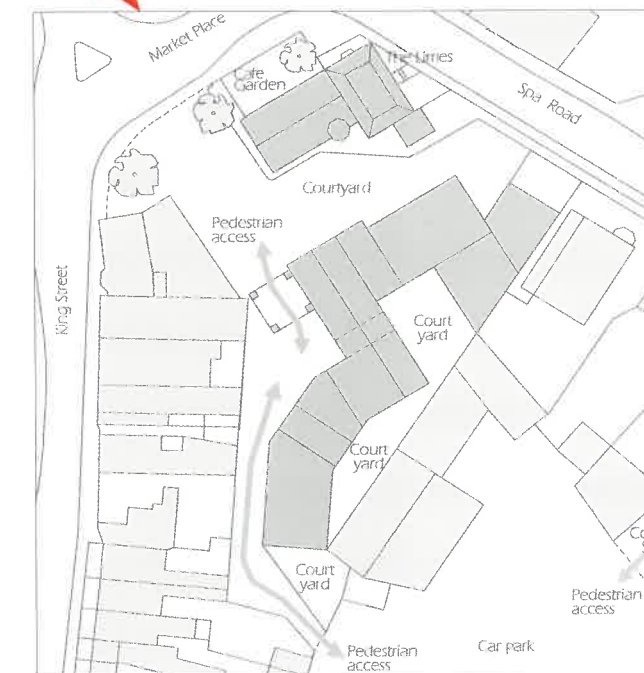 Market Place
The Limes
Cafe
Garden
Spa Road
Courtyard
Pedestrian
access
King Street
Court
yard
Court
yard
Court
yard
Pedestrian
access
Car park
Pedestrian
access